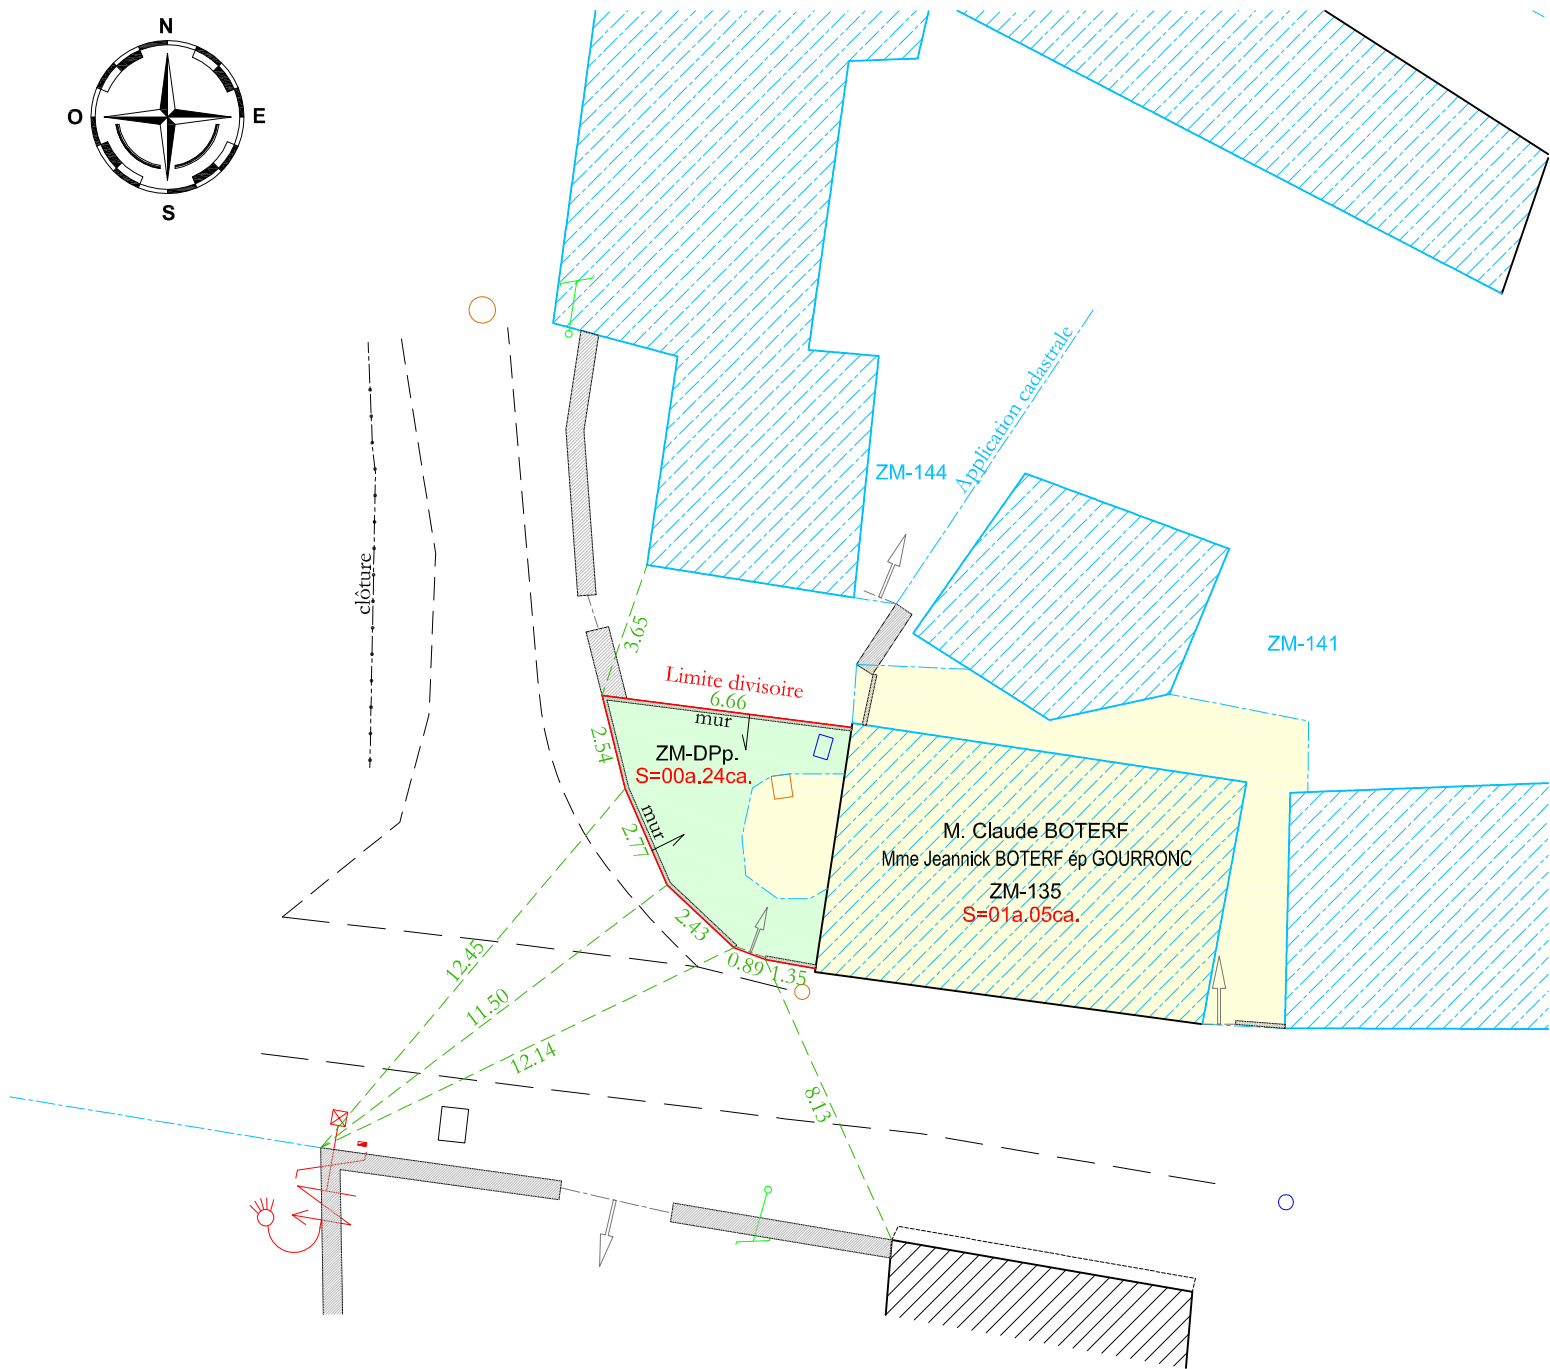 N
O
E
S
Application cadastrale
ZM-144
clôture
ZM-141
3.65
Limite divisoire
6.66
mur
2.54
ZM-DPp.
S=00a.24ca.
mur
2.77
M. Claude BOTERF
Mme Jeannick BOTERF ép GOURRONC
ZM-135
S=01a.05ca.
2.43
0.89
1.35
12.45
11.50
12.14
8.13